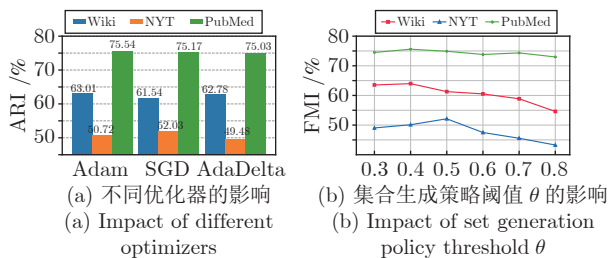 Wiki NYT PubMed
80
70
60
50
ARI /%
63.01 50.72 75.54 61.54 52.03 75.17 62.78 49.48 75.03
Adam SGD AdaDelta
(a) 不同优化器的影响
(a) Impact of different
optimizers
Wiki NYT PubMed
80
70
60
50
FMI /%
0.3 0.4 0.5 0.6 0.7 0.8
(b) 集合生成策略阈值 θ 的影响
(b) Impact of set generation
policy threshold θ